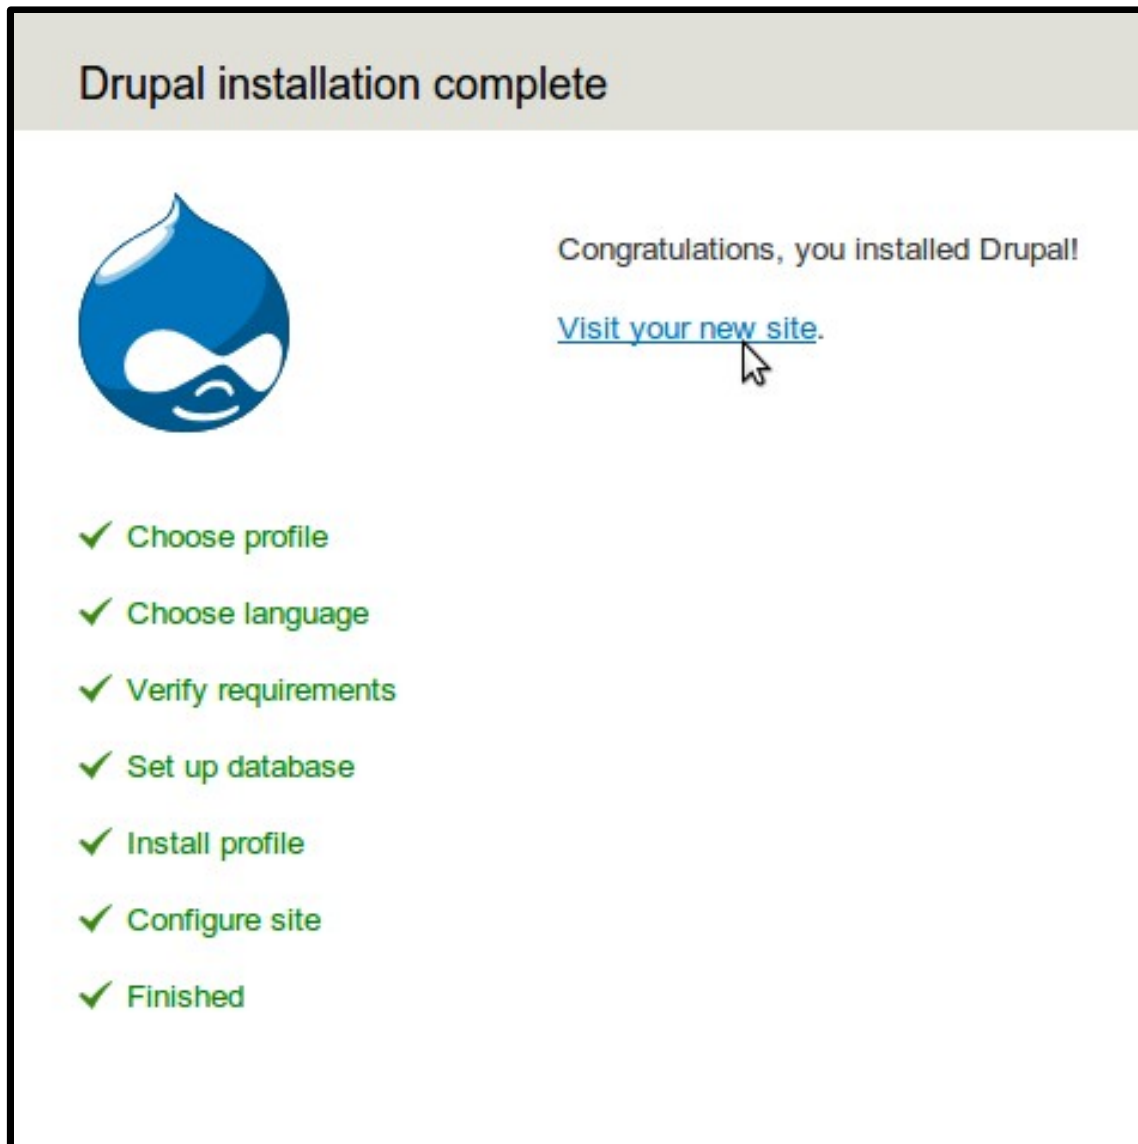 Drupal installation complete
Congratulations, you installed Drupal!
Visit your new site.
Choose profile
Choose language
Verify requirements
Set up database
Install profile
Configure site
Finished